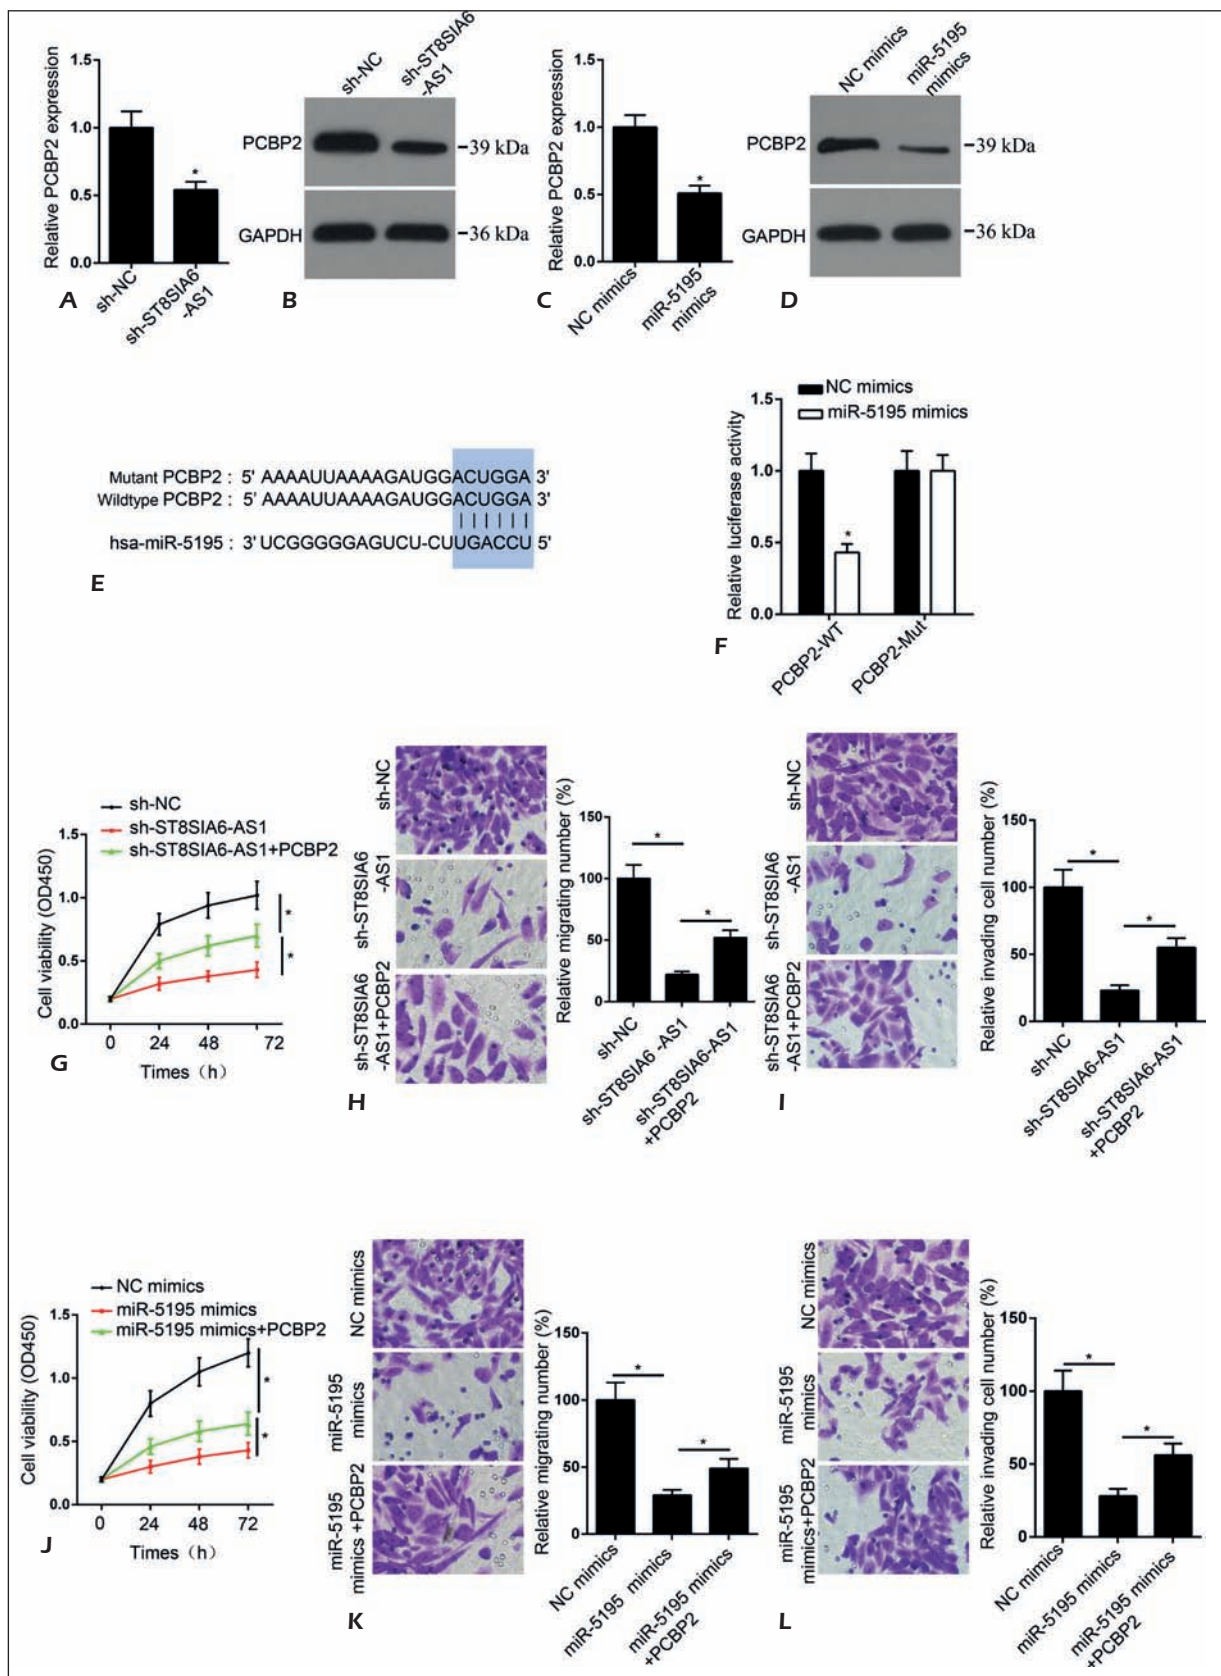 Relative PCBP2 expression
1.5
1.0
0.5
0.0
*
sh-NC
sh-ST8SIA6
-AS1
A
sh-NC
sh-ST8SIA6
-AS1
PCBP2
39 kDa
GAPDH
36 kDa
B
Relative PCBP2 expression
1.5
1.0
0.5
0.0
*
NC mimics
miR-5195
mimics
C
NC mimics
miR-5195
mimics
PCBP2
39 kDa
GAPDH
36 kDa
D
Mutant PCBP2 : 5' AAAAUUAAAAGAUGGACUGGA 3'
Wildtype PCBP2 : 5' AAAAUUAAAAGAUGGACUGGA 3'
hsa-miR-5195 : 3' UCGGGGGAGUCU-CUUGACCU 5'
E
NC mimics
miR-5195 mimics
Relative luciferase activity
1.5
1.0
0.5
0.0
*
PCBP2-WT
PCBP2-Mut
F
sh-NC
sh-ST8SIA6-AS1
sh-ST8SIA6-AS1+PCBP2
Cell viability (OD450)
1.5
1.0
0.5
0.0
*
*
0 24 48 72
Times (h)
G
sh-NC
sh-ST8SIA6
-AS1
sh-ST8SIA6
-AS1+PCBP2
Relative migrating number (%)
150
100
50
0
*
*
sh-NC
sh-ST8SIA6 -AS1
sh-ST8SIA6-AS1
+PCBP2
H
sh-NC
sh-ST8SIA6
-AS1
sh-ST8SIA6
-AS1+PCBP2
Relative invading cell number (%)
150
100
50
0
*
*
sh-NC
sh-ST8SIA6-AS1
sh-ST8SIA6-AS1
+PCBP2
I
NC mimics
miR-5195 mimics
miR-5195 mimics+PCBP2
Cell viability (OD450)
1.5
1.0
0.5
0.0
*
*
0 24 48 72
Times (h)
J
NC mimics
miR-5195
mimics
miR-5195
mimics+PCBP2
Relative migrating number (%)
150
100
50
0
*
*
NC mimics
miR-5195 mimics
miR-5195 mimics
+PCBP2
K
NC mimics
miR-5195
mimics
miR-5195
mimics+PCBP2
Relative invading cell number (%)
150
100
50
0
*
*
NC mimics
miR-5195 mimics
miR-5195 mimics
+PCBP2
L